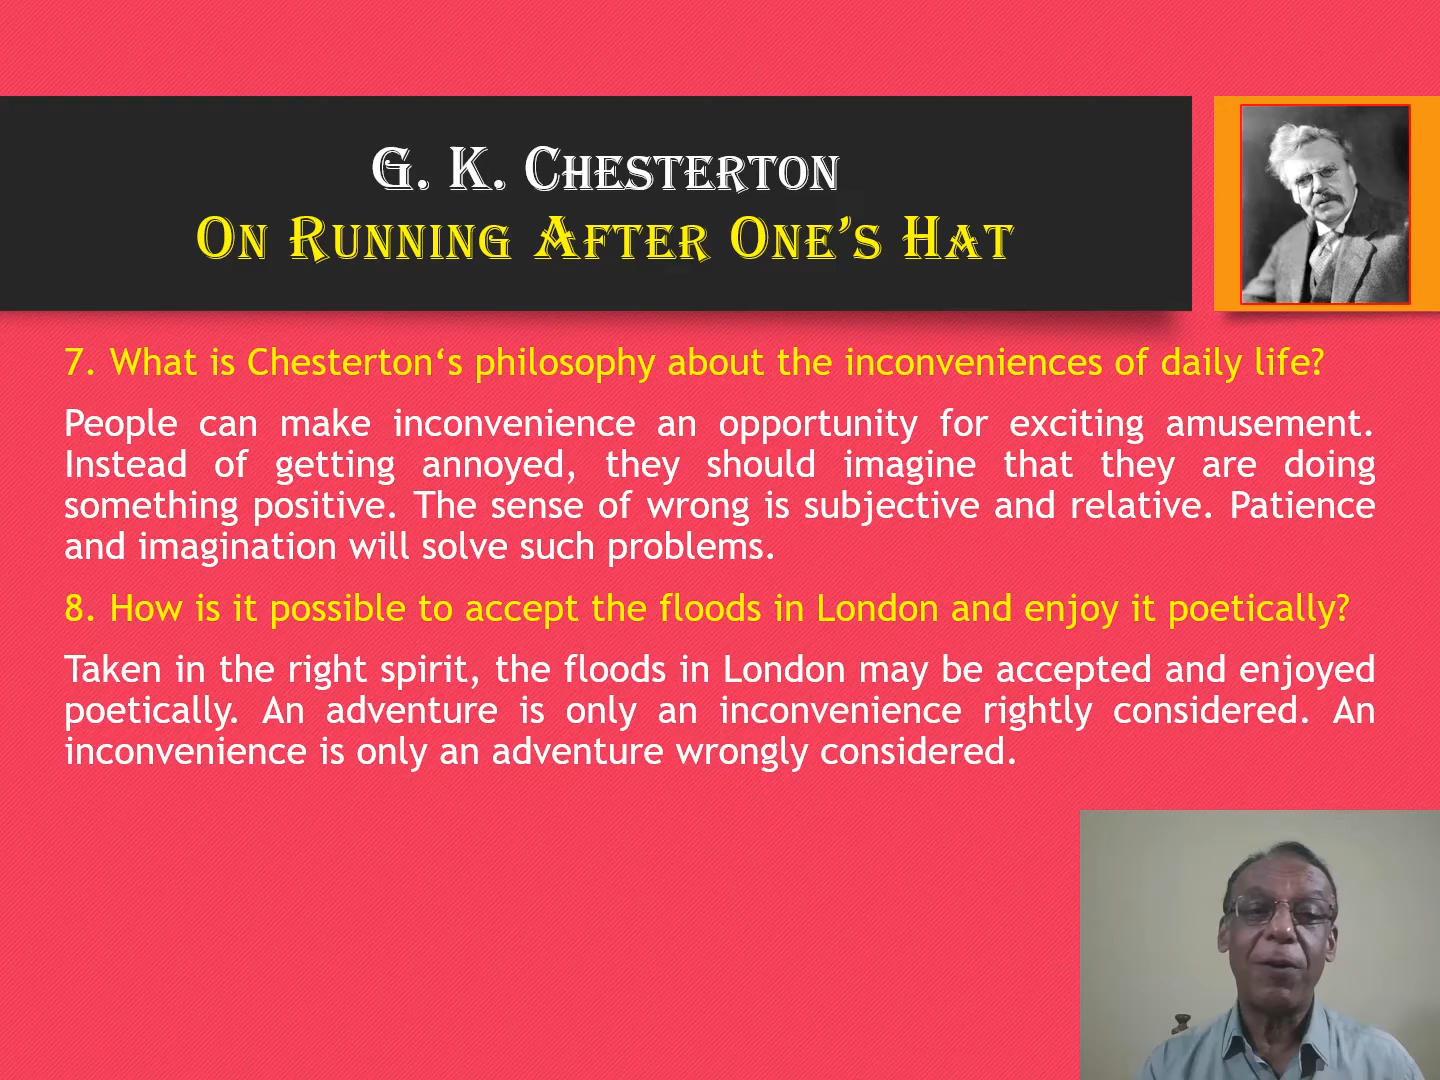 G. K. Chesterton
On Running After One’s Hat
7. What is Chesterton‘s philosophy about the inconveniences of daily life?
People can make inconvenience an opportunity for exciting amusement.
Instead of getting annoyed, they should imagine that they are doing
something positive. The sense of wrong is subjective and relative. Patience
and imagination will solve such problems.
8. How is it possible to accept the floods in London and enjoy it poetically?
Taken in the right spirit, the floods in London may be accepted and enjoyed
poetically. An adventure is only an inconvenience rightly considered. An
inconvenience is only an adventure wrongly considered.